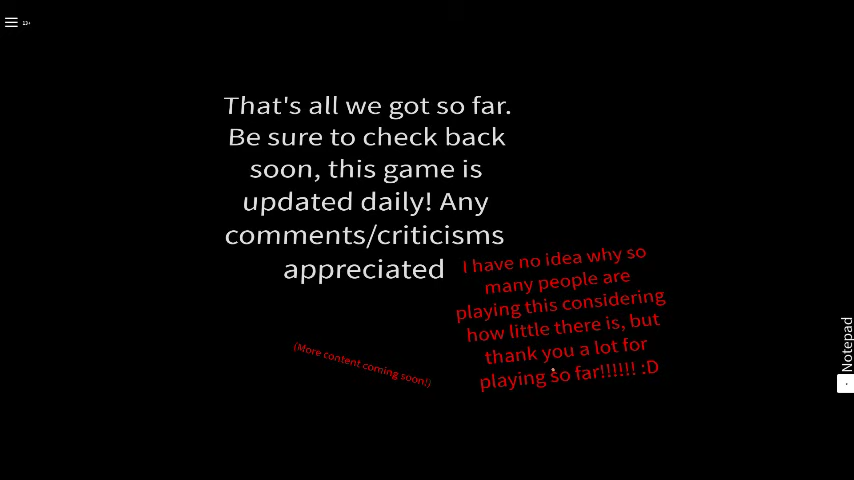 13+
That's all we got so far.
Be sure to check back
soon, this game is
updated daily! Any
comments/criticisms
appreciated
I have no idea why so
many people are
playing this considering
how little there is, but
thank you a lot for
playing so far!!!!!! :D
(More content coming soon!)
Notepad